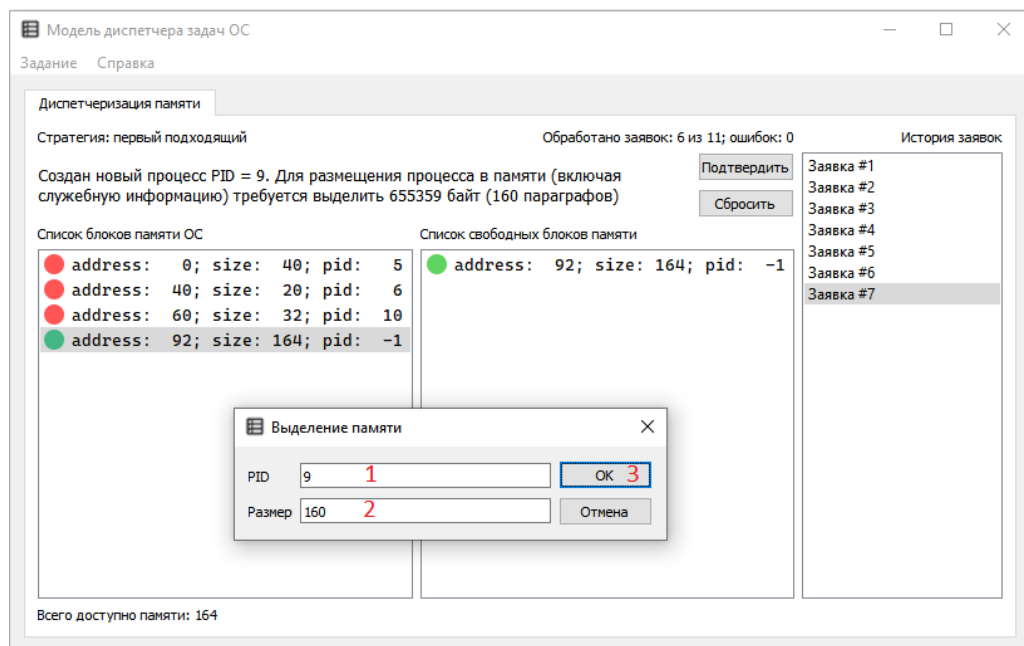 Модель диспетчера задач ОС
Задание Справка
Диспетчеризация памяти
Стратегия: первый подходящий Обработано заявок: 6 из 11; ошибок: 0 История заявок
Создан новый процесс PID = 9. Для размещения процесса в памяти (включая
служебную информацию) требуется выделить 655359 байт (160 параграфов)
Подтвердить
Сбросить
Список блоков памяти ОС
address: 0; size: 40; pid: 5
address: 40; size: 20; pid: 6
address: 60; size: 32; pid: 10
address: 92; size: 164; pid: -1
Список свободных блоков памяти
address: 92; size: 164; pid: -1
Заявка #1
Заявка #2
Заявка #3
Заявка #4
Заявка #5
Заявка #6
Заявка #7
Выделение памяти
PID 9 1 OK 3
Размер 160 2 Отмена
Всего доступно памяти: 164